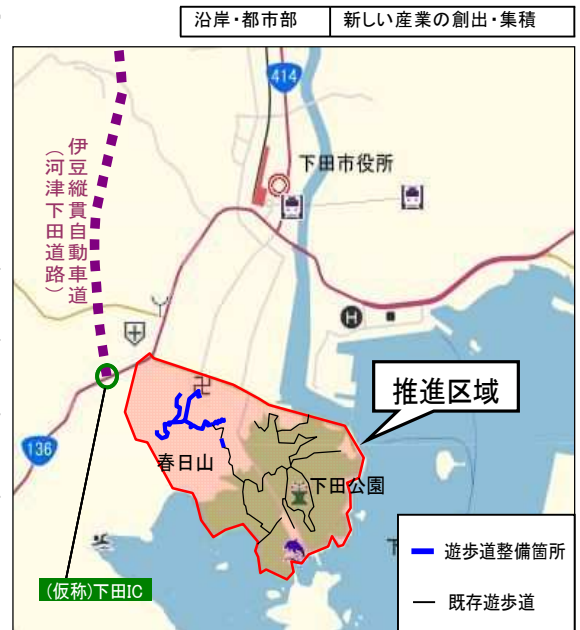 沿岸・都市部 新しい産業の創出・集積
414
下田市役所
伊豆縦貫自動車道
(河津下田道路)
H
卍
推進区域
136
春日山
下田公園
下
(仮称)下田IC
遊歩道整備箇所
既存遊歩道